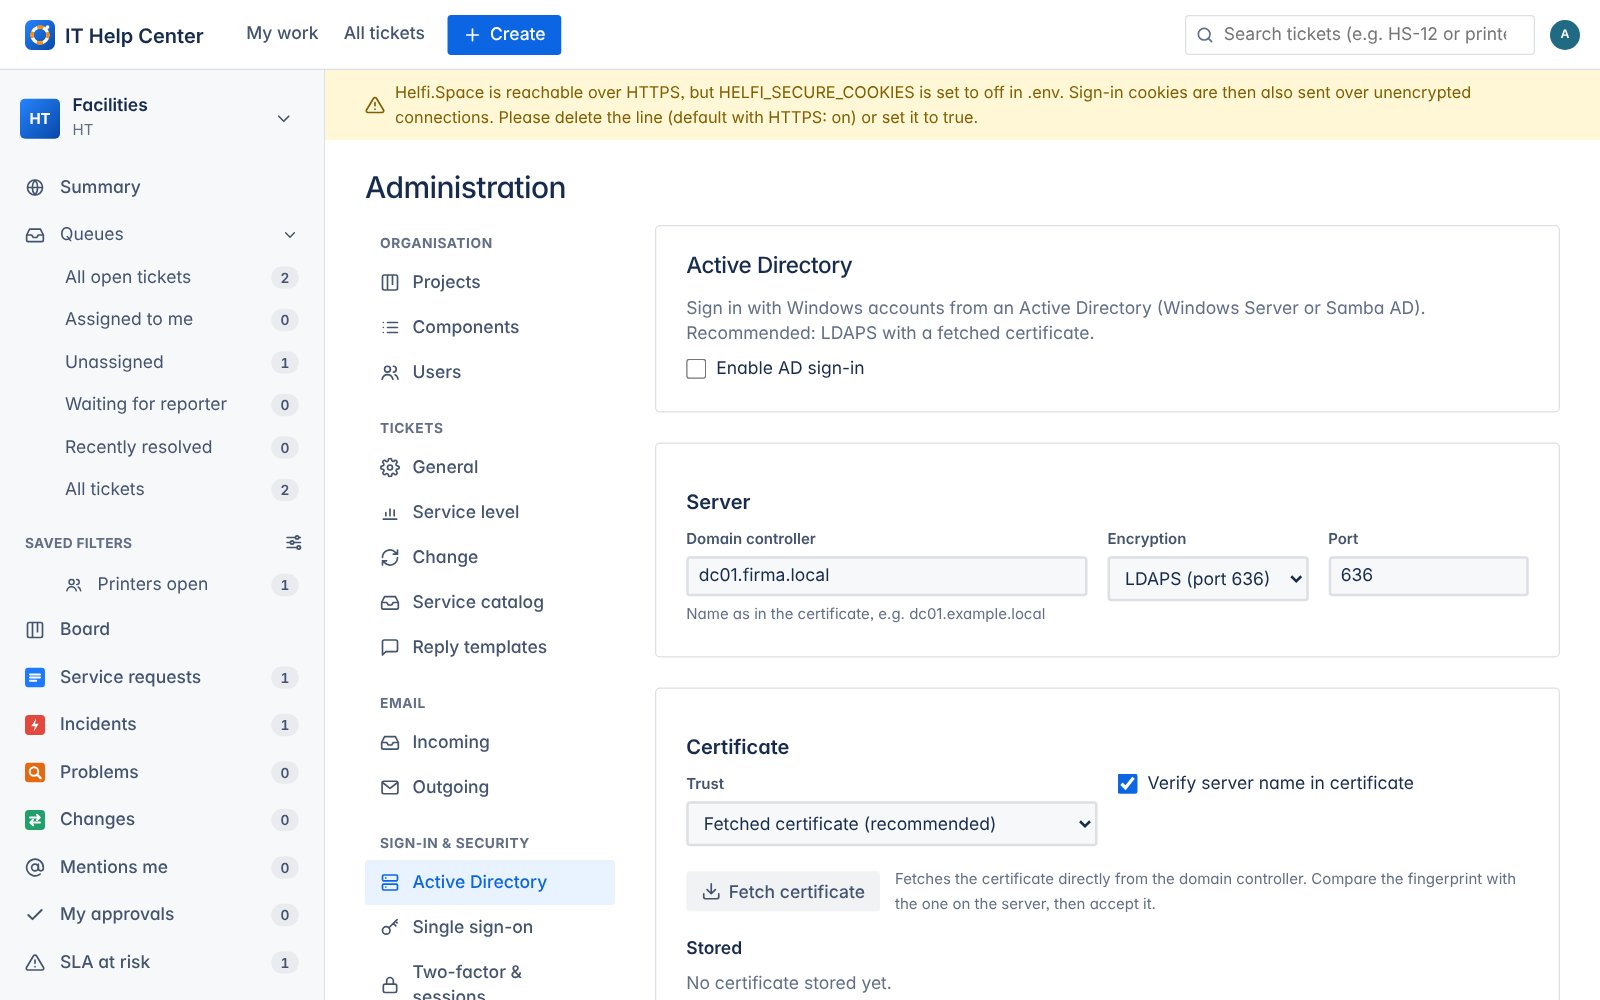 IT Help Center
My work
All tickets
Create
Search tickets (e.g. HS-12 or printe
A
HT
Facilities
HT
Summary
Queues
All open tickets 2
Assigned to me 0
Unassigned 1
Waiting for reporter 0
Recently resolved 0
All tickets 2
SAVED FILTERS
Printers open 1
Board
Service requests 1
Incidents 1
Problems 0
Changes 0
Mentions me 0
My approvals 0
SLA at risk 1
Helfi.Space is reachable over HTTPS, but HELFI_SECURE_COOKIES is set to off in .env. Sign-in cookies are then also sent over unencrypted
connections. Please delete the line (default with HTTPS: on) or set it to true.
Administration
ORGANISATION
Projects
Components
Users
TICKETS
General
Service level
Change
Service catalog
Reply templates
EMAIL
Incoming
Outgoing
SIGN-IN & SECURITY
Active Directory
Single sign-on
Two-factor &
sessions
Active Directory
Sign in with Windows accounts from an Active Directory (Windows Server or Samba AD).
Recommended: LDAPS with a fetched certificate.
Enable AD sign-in
Server
Domain controller
dc01.firma.local
Name as in the certificate, e.g. dc01.example.local
Encryption
LDAPS (port 636)
Port
636
Certificate
Trust
Fetched certificate (recommended)
Verify server name in certificate
Fetch certificate
Fetches the certificate directly from the domain controller. Compare the fingerprint with
the one on the server, then accept it.
Stored
No certificate stored yet.